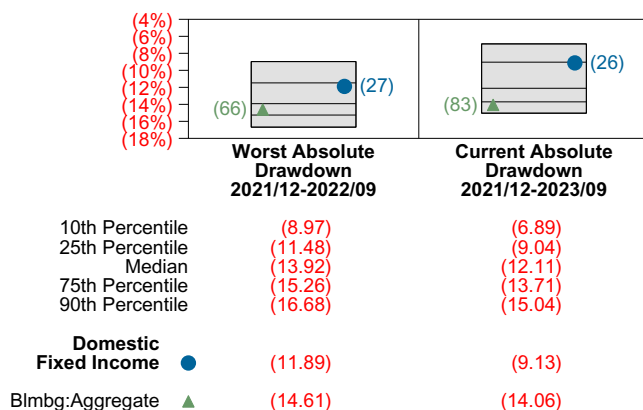 (4%)
(6%)
(8%)
(10%)
(12%)
(14%)
(16%)
(18%)
(27)
(66)
(26)
(83)
Worst Absolute
Drawdown
2021/12-2022/09
Current Absolute
Drawdown
2021/12-2023/09
10th Percentile (8.97) (6.89)
25th Percentile (11.48) (9.04)
Median (13.92) (12.11)
75th Percentile (15.26) (13.71)
90th Percentile (16.68) (15.04)
Domestic
Fixed Income (11.89) (9.13)
Blmbg:Aggregate (14.61) (14.06)